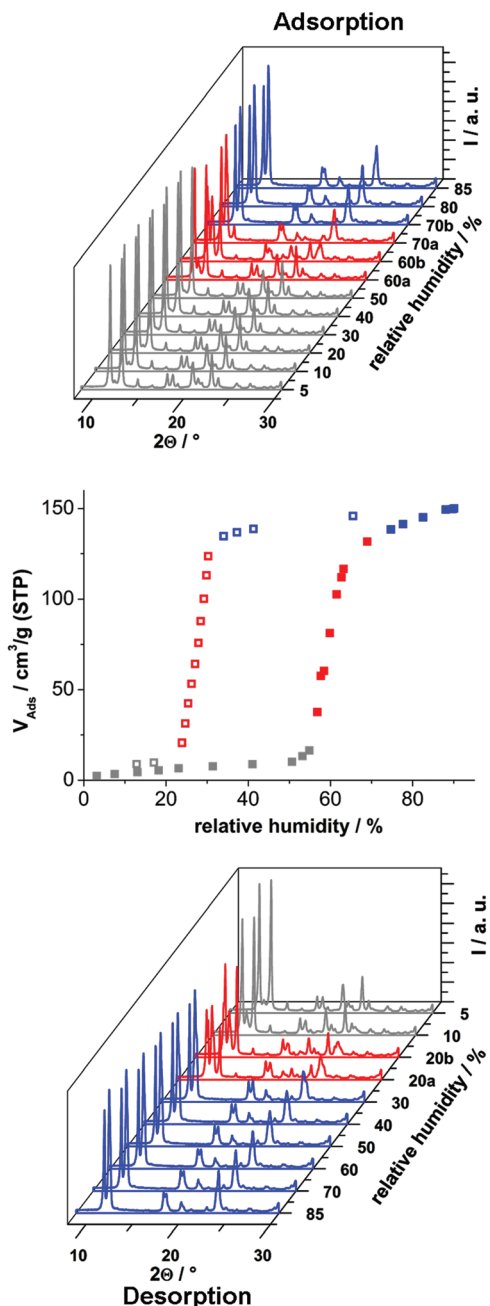 Adsorption
I / a. u.
85
80
70b
70a
60b
60a
50
40
30
20
10
5
relative humidity / %
10 20 30
2Θ / °
150
100
50
0
V_Ads / cm³/g (STP)
0 20 40 60 80
relative humidity / %
I / a. u.
5
10
20b
20a
30
40
50
60
70
85
relative humidity / %
10 20 30
2Θ / °
Desorption